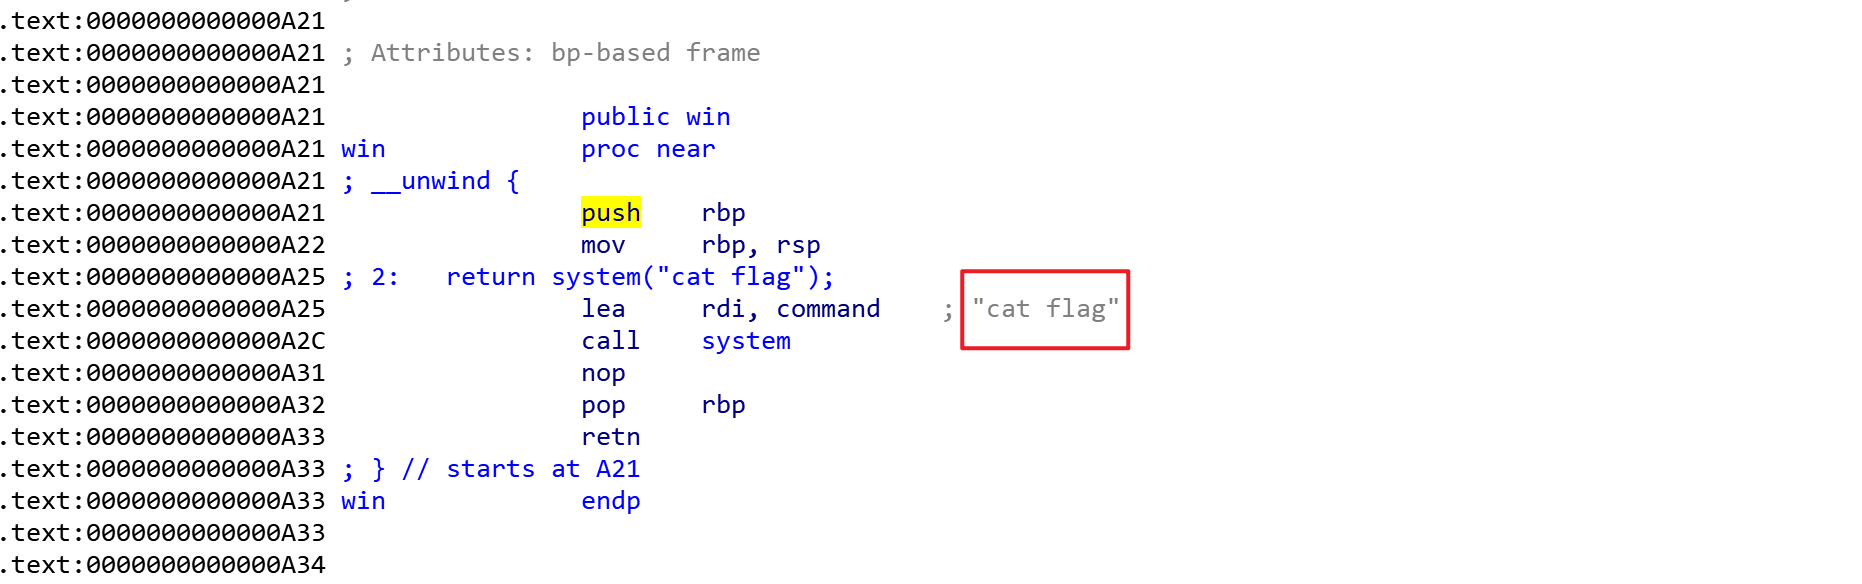 .text:0000000000000A21
.text:0000000000000A21 ; Attributes: bp-based frame
.text:0000000000000A21
.text:0000000000000A21                 public win
.text:0000000000000A21 win             proc near
.text:0000000000000A21 ; __unwind {
.text:0000000000000A21                 push    rbp
.text:0000000000000A22                 mov     rbp, rsp
.text:0000000000000A25 ; 2:   return system("cat flag");
.text:0000000000000A25                 lea     rdi, command    ; "cat flag"
.text:0000000000000A2C                 call    system
.text:0000000000000A31                 nop
.text:0000000000000A32                 pop     rbp
.text:0000000000000A33                 retn
.text:0000000000000A33 ; } // starts at A21
.text:0000000000000A33 win             endp
.text:0000000000000A33
.text:0000000000000A34